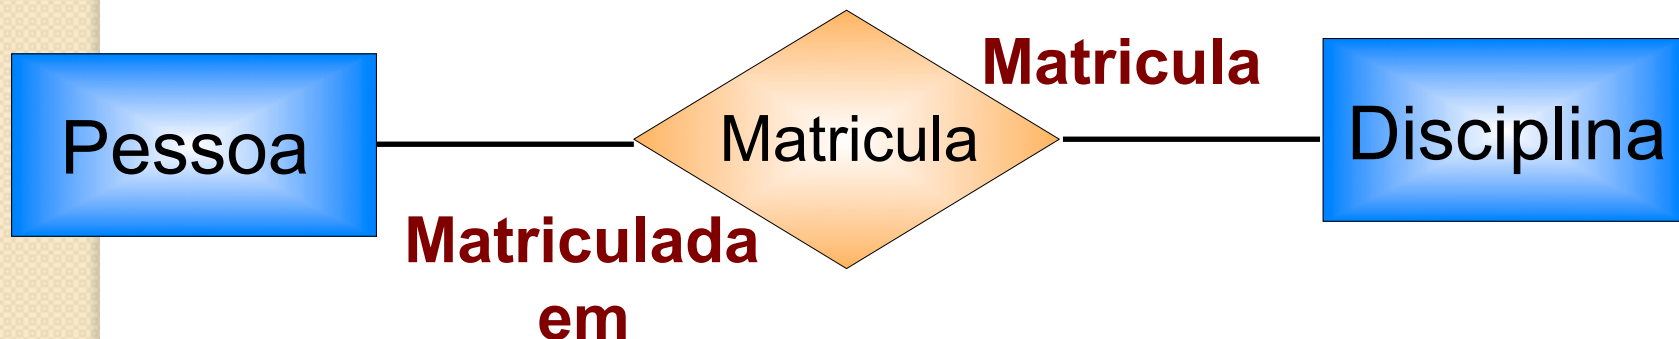 Matricula
Pessoa
Matricula
Disciplina
Matriculada
em